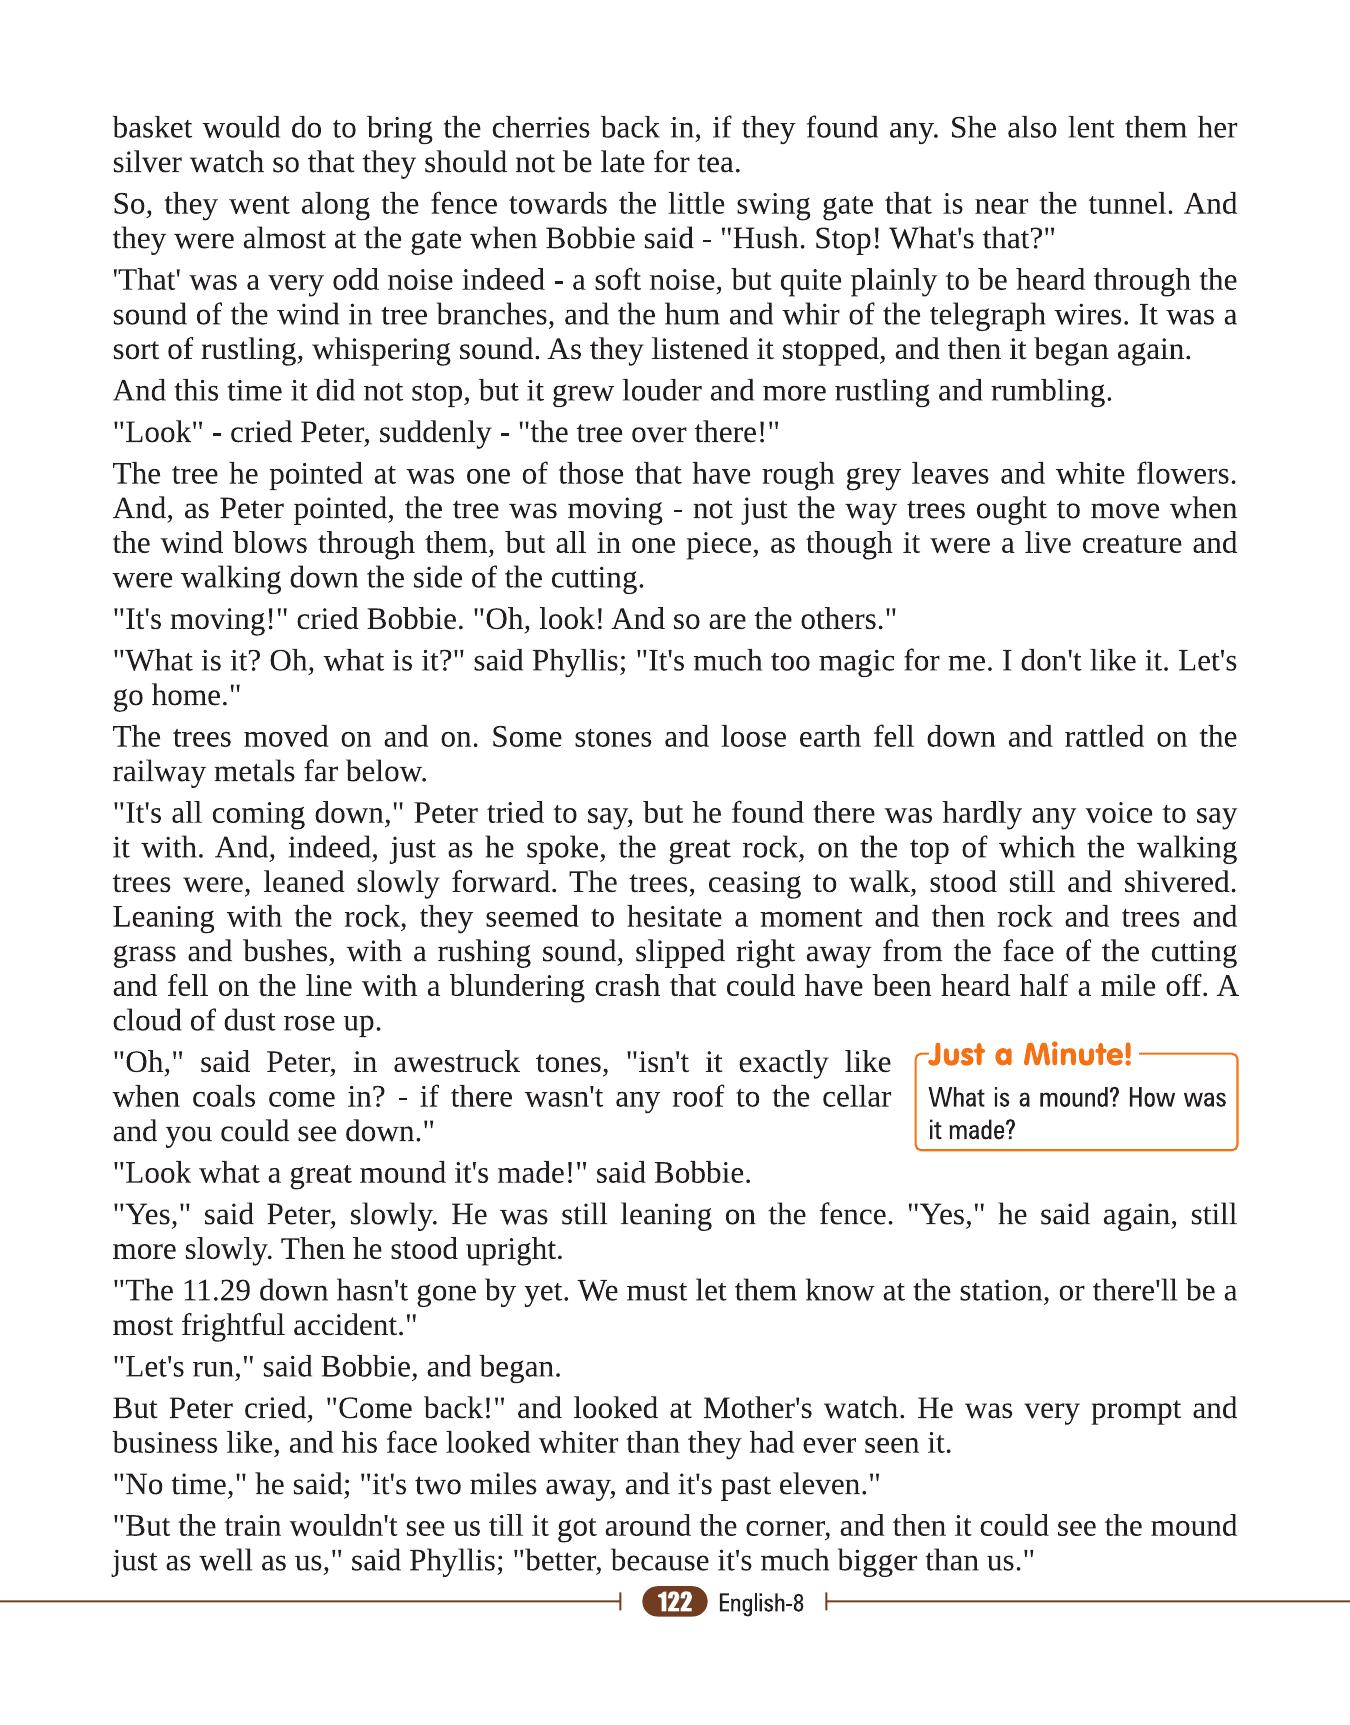 basket would do to bring the cherries back in, if they found any. She also lent them her
silver watch so that they should not be late for tea.
So, they went along the fence towards the little swing gate that is near the tunnel. And
they were almost at the gate when Bobbie said - "Hush. Stop! What's that?"
'That' was a very odd noise indeed - a soft noise, but quite plainly to be heard through the
sound of the wind in tree branches, and the hum and whir of the telegraph wires. It was a
sort of rustling, whispering sound. As they listened it stopped, and then it began again.
And this time it did not stop, but it grew louder and more rustling and rumbling.
"Look" - cried Peter, suddenly - "the tree over there!"
The tree he pointed at was one of those that have rough grey leaves and white flowers.
And, as Peter pointed, the tree was moving - not just the way trees ought to move when
the wind blows through them, but all in one piece, as though it were a live creature and
were walking down the side of the cutting.
"It's moving!" cried Bobbie. "Oh, look! And so are the others."
"What is it? Oh, what is it?" said Phyllis; "It's much too magic for me. I don't like it. Let's
go home."
The trees moved on and on. Some stones and loose earth fell down and rattled on the
railway metals far below.
"It's all coming down," Peter tried to say, but he found there was hardly any voice to say
it with. And, indeed, just as he spoke, the great rock, on the top of which the walking
trees were, leaned slowly forward. The trees, ceasing to walk, stood still and shivered.
Leaning with the rock, they seemed to hesitate a moment and then rock and trees and
grass and bushes, with a rushing sound, slipped right away from the face of the cutting
and fell on the line with a blundering crash that could have been heard half a mile off. A
cloud of dust rose up.
"Oh," said Peter, in awestruck tones, "isn't it exactly like
when coals come in? - if there wasn't any roof to the cellar
and you could see down."
Just a Minute!
What is a mound? How was
it made?
"Look what a great mound it's made!" said Bobbie.
"Yes," said Peter, slowly. He was still leaning on the fence. "Yes," he said again, still
more slowly. Then he stood upright.
"The 11.29 down hasn't gone by yet. We must let them know at the station, or there'll be a
most frightful accident."
"Let's run," said Bobbie, and began.
But Peter cried, "Come back!" and looked at Mother's watch. He was very prompt and
business like, and his face looked whiter than they had ever seen it.
"No time," he said; "it's two miles away, and it's past eleven."
"But the train wouldn't see us till it got around the corner, and then it could see the mound
just as well as us," said Phyllis; "better, because it's much bigger than us."
122 English-8